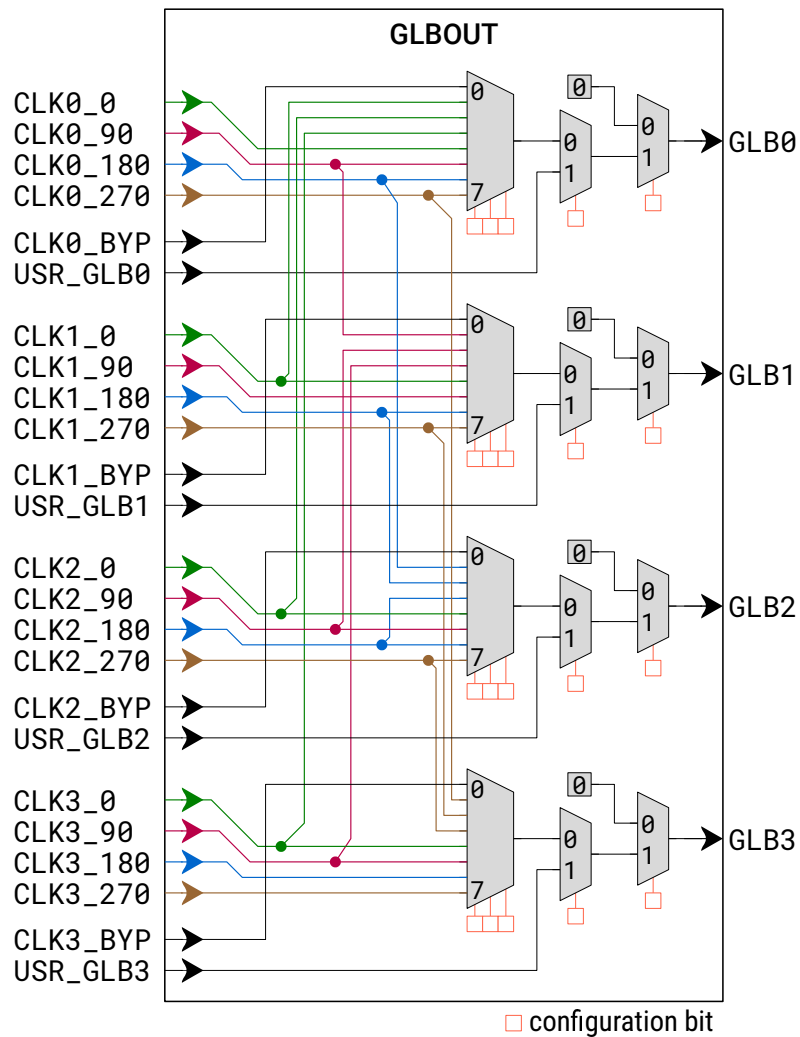 GLBOUT
0
CLK0_0
0
CLK0_90
0
0
CLK0_180
1
1
CLK0_270
7
GLB0
CLK0_BYP
USR_GLB0
0
0
CLK1_0
0
CLK1_90
0
1
CLK1_180
1
CLK1_270
7
GLB1
CLK1_BYP
USR_GLB1
0
0
CLK2_0
0
CLK2_90
0
1
CLK2_180
1
CLK2_270
7
GLB2
CLK2_BYP
USR_GLB2
0
0
CLK3_0
0
CLK3_90
0
1
CLK3_180
1
CLK3_270
7
GLB3
CLK3_BYP
USR_GLB3
configuration bit